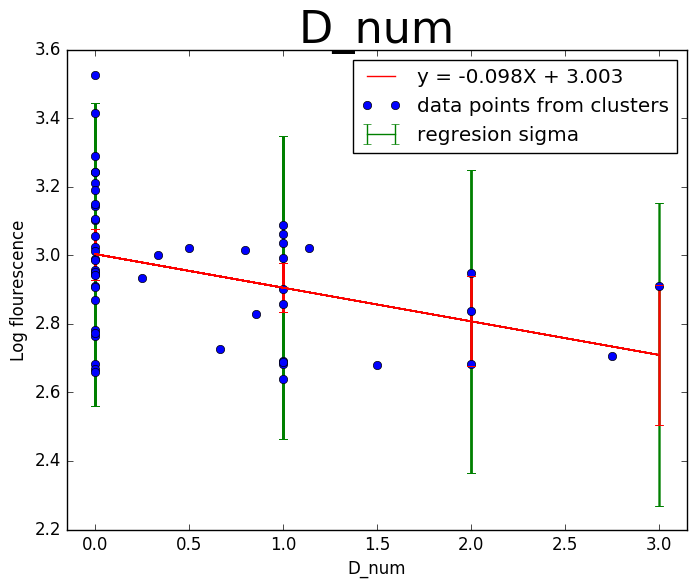 D_num
y = -0.098X + 3.003
data points from clusters
regresion sigma
3.6
3.4
3.2
3.0
2.8
2.6
2.4
2.2
Log flourescence
0.0 0.5 1.0 1.5 2.0 2.5 3.0
D_num